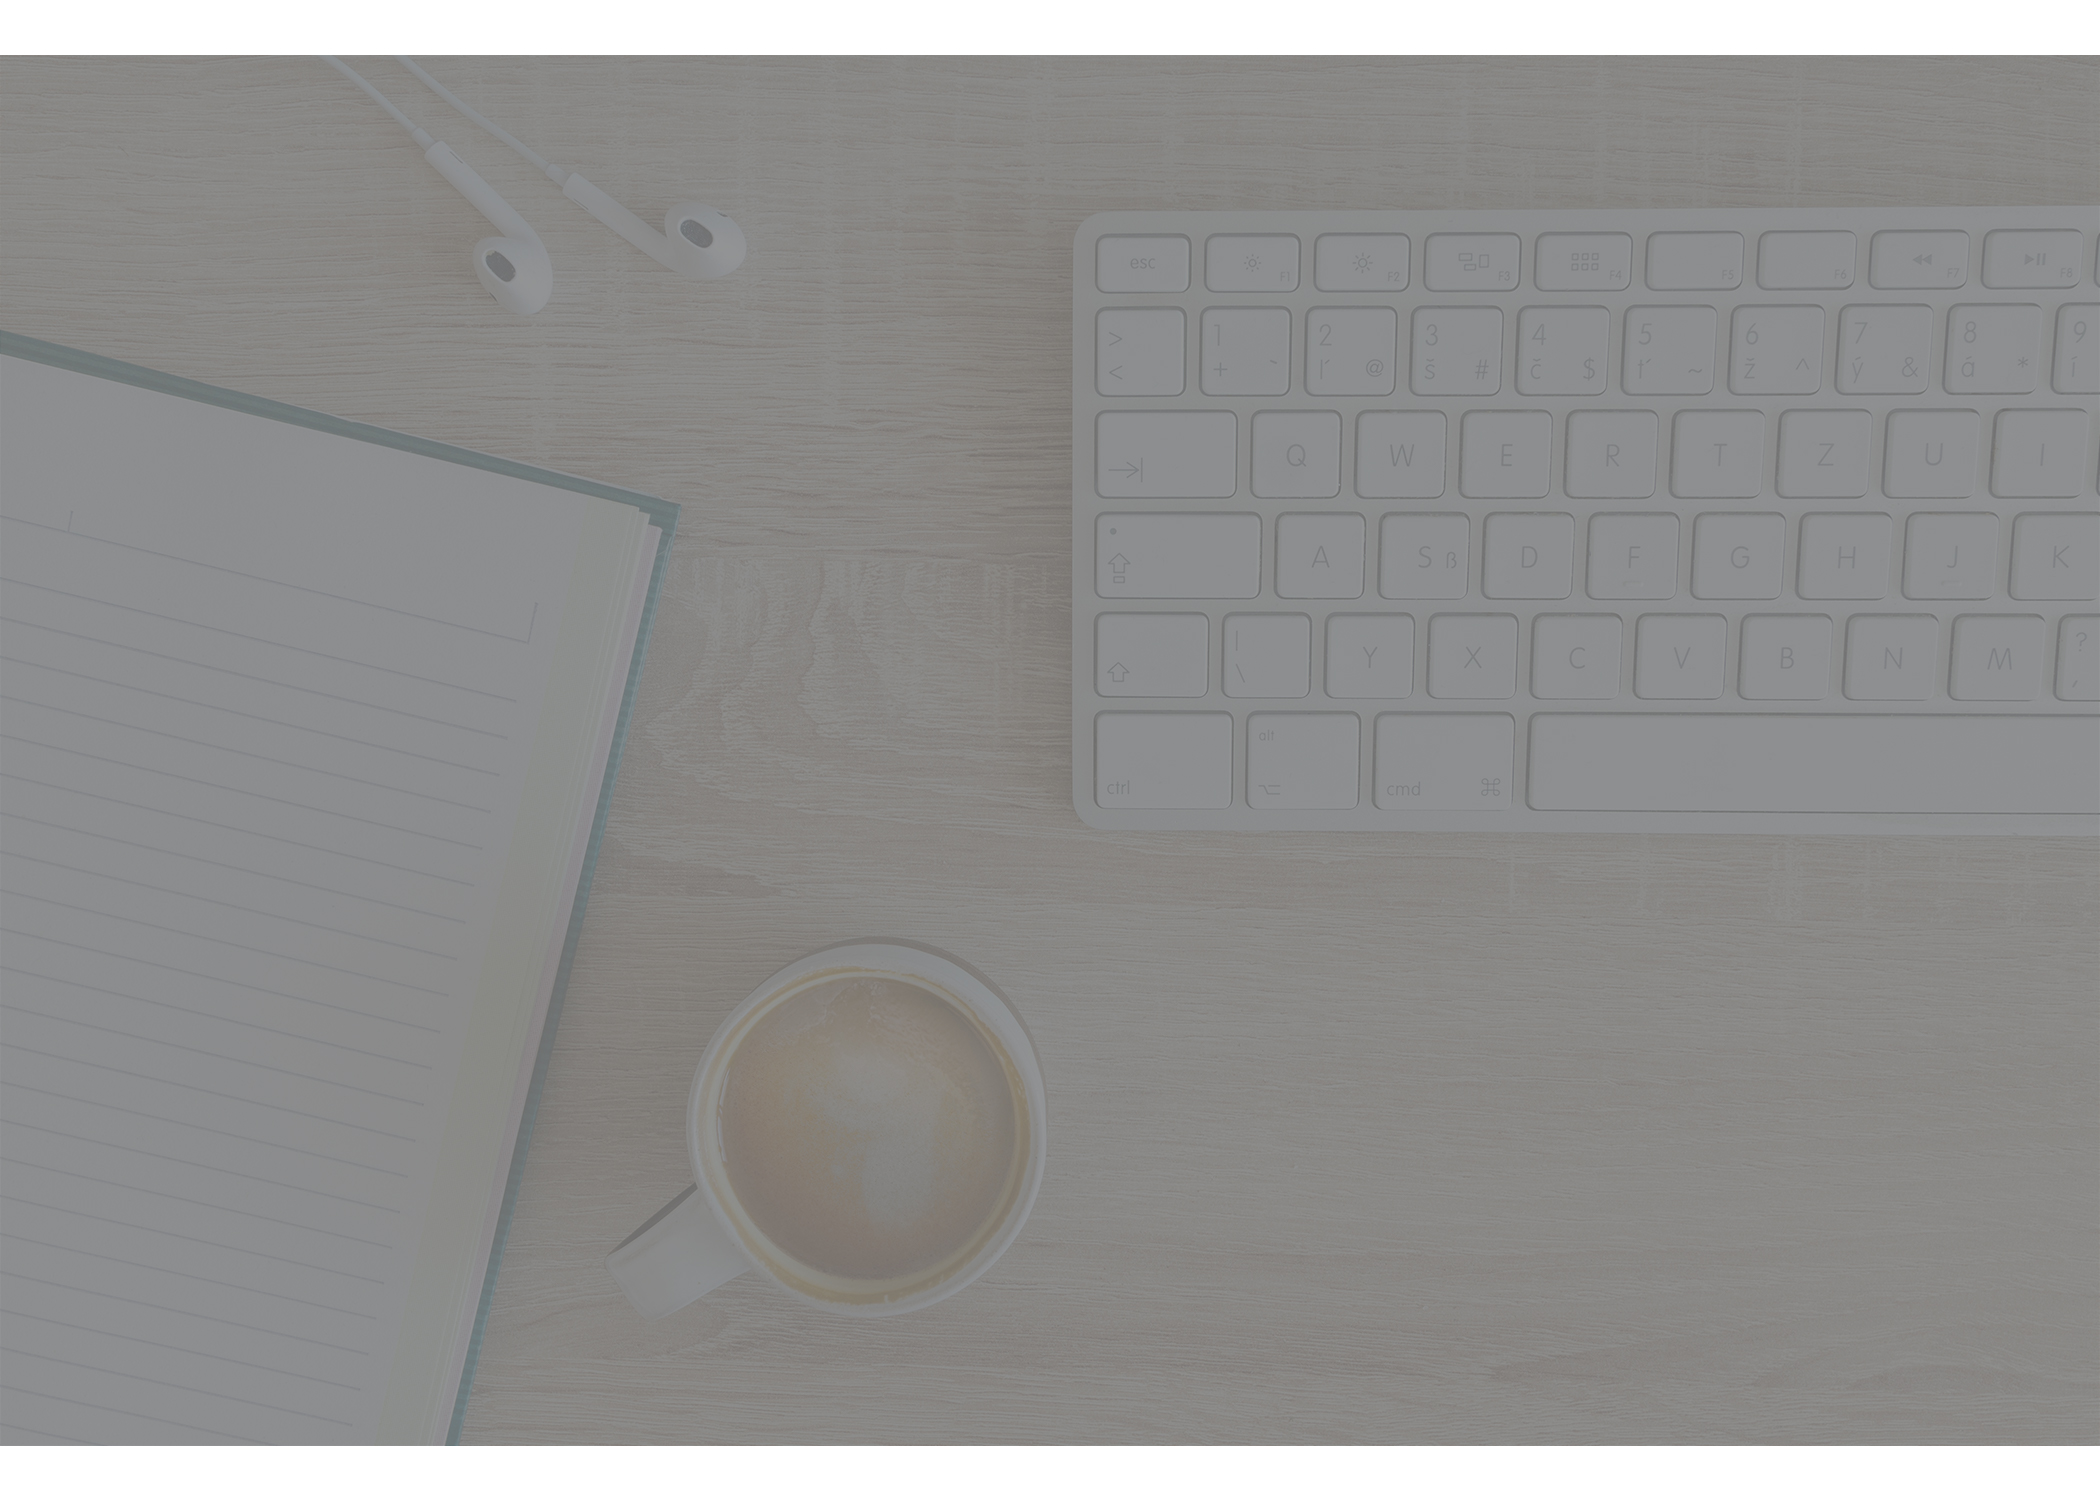 esc F1 F2 F3 F4 F5 F6 F7 F8
> 1 2 3 4 5 6 7 8 9
< + ˇ ľ @ š # č $ ť ~ ž ^ ý & á * í
Q W E R T Z U I
A S ß D F G H J K
| \ Y X C V B N M ?
alt
ctrl cmd ⌘